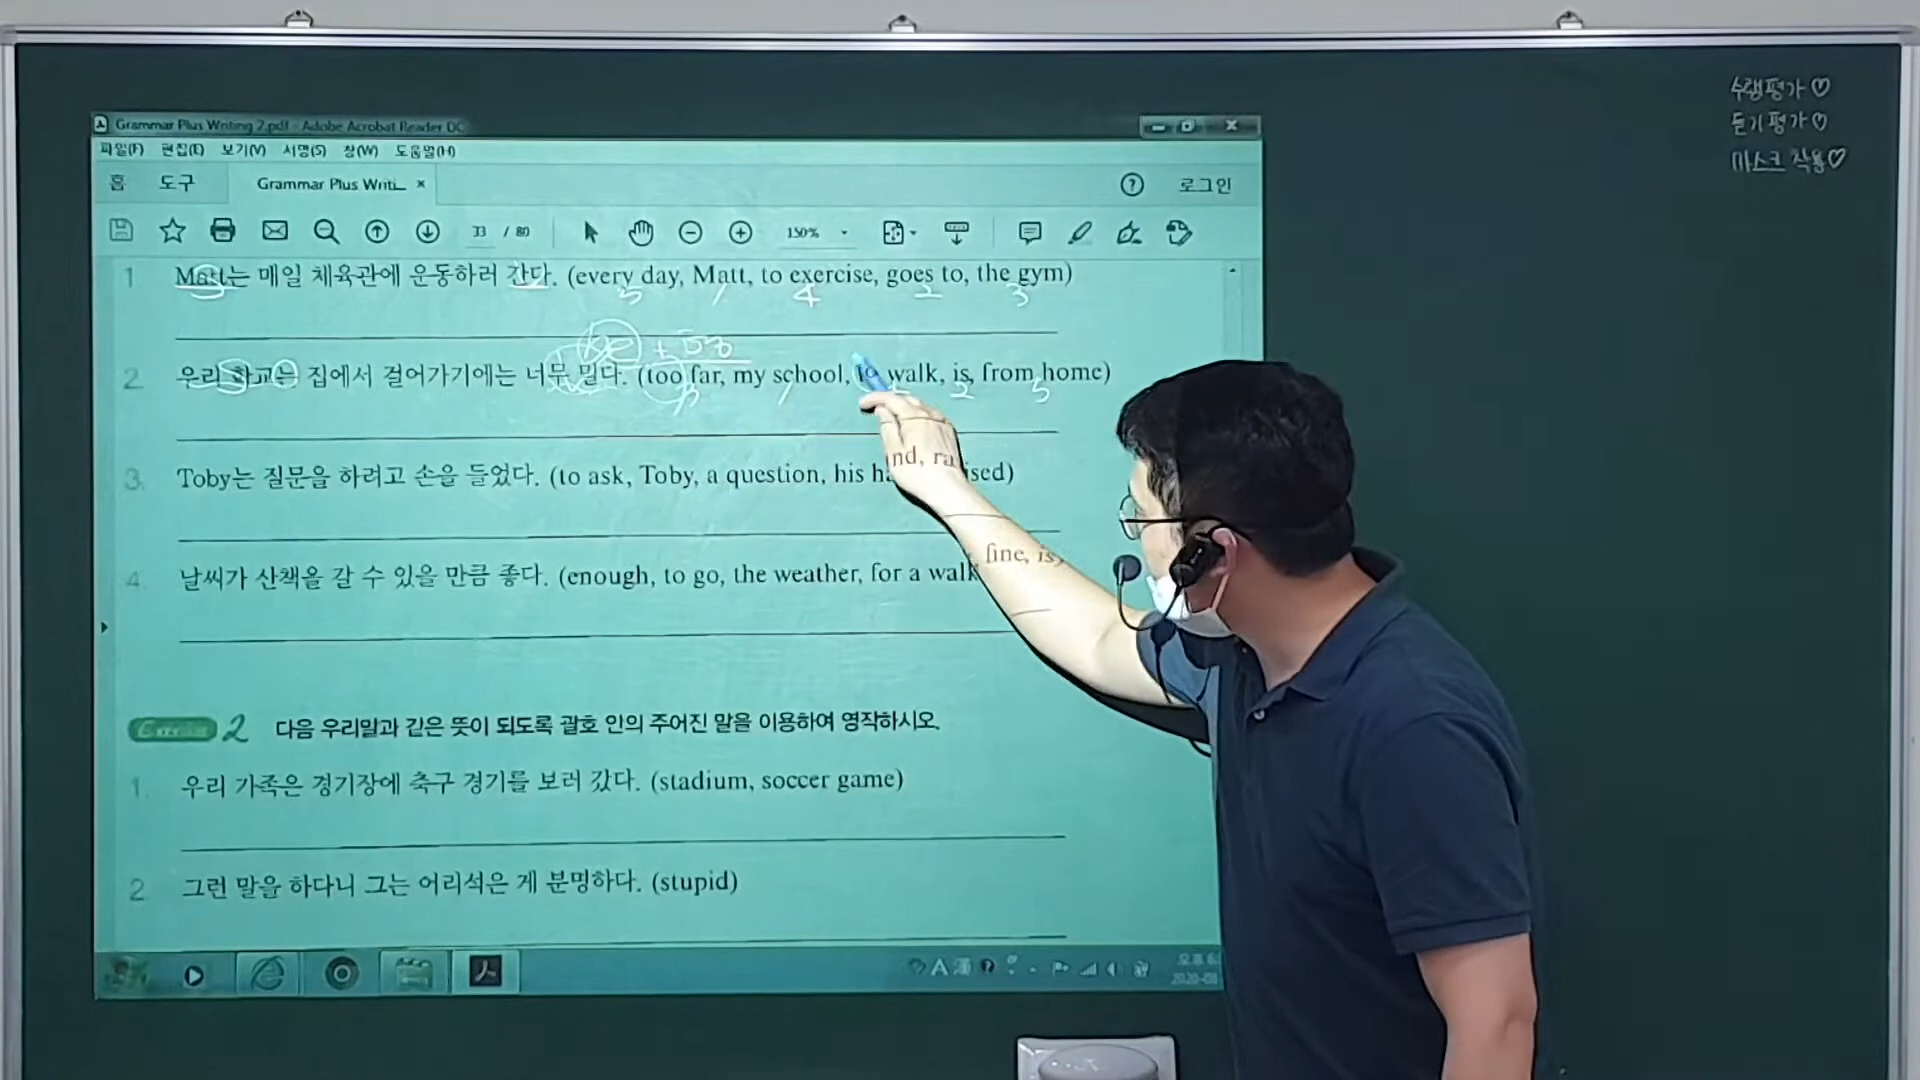 수행평가♡
듣기평가♡
마스크 착용♡
Grammar Plus Writing 2.pdf - Adobe Acrobat Reader DC
파일(F) 편집(E) 보기(V) 서명(S) 창(W) 도움말(H)
홈 도구 Grammar Plus Writi... × ? 로그인
33 / 80 150%
1 Matt는 매일 체육관에 운동하러 간다. (every day, Matt, to exercise, goes to, the gym)
5 1 4 2 3
be
2. 우리 학교는 집에서 걸어가기에는 너무 멀다. (too far, my school, to walk, is, from home)
3 1 2 5
3. Toby는 질문을 하려고 손을 들었다. (to ask, Toby, a question, his hand, raised)
4. 날씨가 산책을 갈 수 있을 만큼 좋다. (enough, to go, the weather, for a walk, fine, is)
Exercise 2 다음 우리말과 같은 뜻이 되도록 괄호 안의 주어진 말을 이용하여 영작하시오.
1. 우리 가족은 경기장에 축구 경기를 보러 갔다. (stadium, soccer game)
2 그런 말을 하다니 그는 어리석은 게 분명하다. (stupid)
A 漢